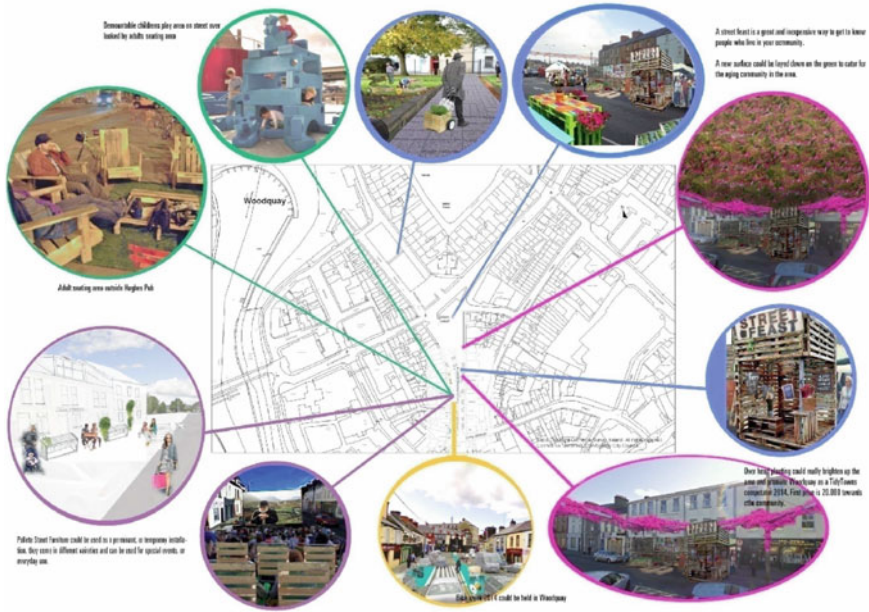 Demountable childrens play area on street over
looked by adults seating area
A street feast is a great and inexpensive way to get to know
people who live in your community.
A new surface could be layed down on the green to cater for
the aging community in the area.
Woodquay
Adult seating area outside Hughes Pub
STREET
FEAST
Over head planting could really brighten up the
area and promote Woodquay as a TidyTowns
competitor 2014. First prize is 20,000 towards
the community.
Pallets Street Furniture could be used as a permanent, or temporary installa-
tion, they come in different varieties and can be used for special events, or
everyday use.
2014 could be held in Woodquay